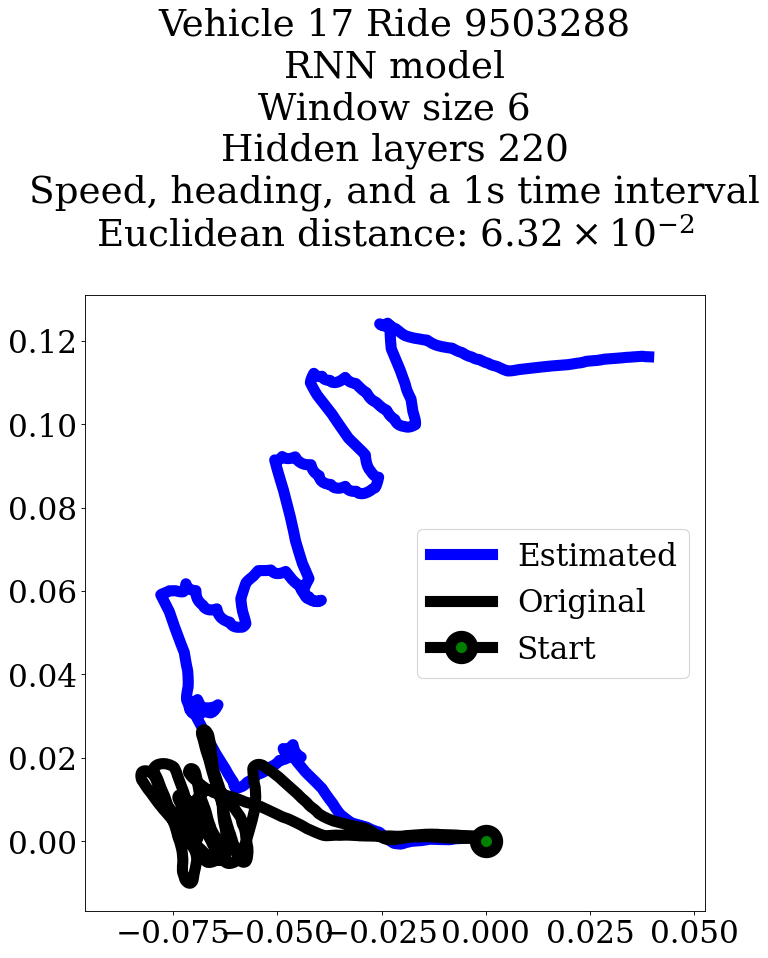 Vehicle 17 Ride 9503288
RNN model
Window size 6
Hidden layers 220
Speed, heading, and a 1s time interval
Euclidean distance: 6.32 × 10⁻²
0.12
0.10
0.08
0.06
0.04
0.02
0.00
Estimated
Original
Start
−0.075 −0.050 −0.025 0.000 0.025 0.050